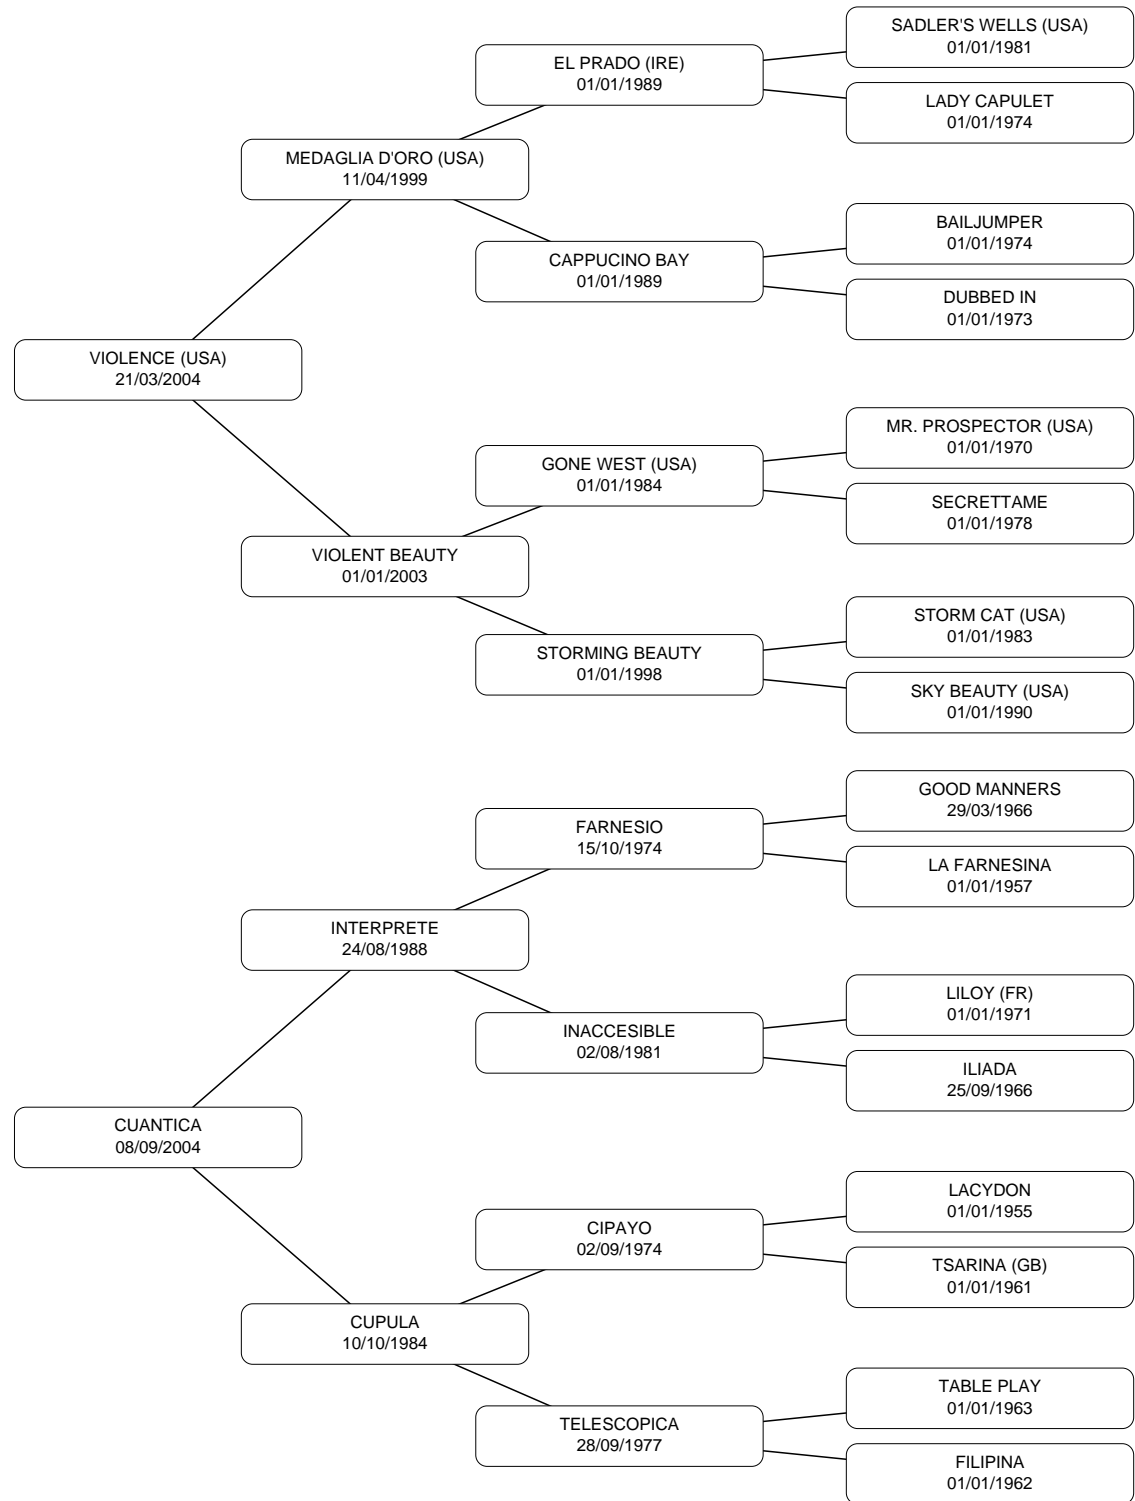 SADLER'S WELLS (USA)
01/01/1981
EL PRADO (IRE)
01/01/1989
LADY CAPULET
01/01/1974
MEDAGLIA D'ORO (USA)
11/04/1999
BAILJUMPER
01/01/1974
CAPPUCINO BAY
01/01/1989
DUBBED IN
01/01/1973
VIOLENCE (USA)
21/03/2004
MR. PROSPECTOR (USA)
01/01/1970
GONE WEST (USA)
01/01/1984
SECRETTAME
01/01/1978
VIOLENT BEAUTY
01/01/2003
STORM CAT (USA)
01/01/1983
STORMING BEAUTY
01/01/1998
SKY BEAUTY (USA)
01/01/1990
GOOD MANNERS
29/03/1966
FARNESIO
15/10/1974
LA FARNESINA
01/01/1957
INTERPRETE
24/08/1988
LILOY (FR)
01/01/1971
INACCESIBLE
02/08/1981
ILIADA
25/09/1966
CUANTICA
08/09/2004
LACYDON
01/01/1955
CIPAYO
02/09/1974
TSARINA (GB)
01/01/1961
CUPULA
10/10/1984
TABLE PLAY
01/01/1963
TELESCOPICA
28/09/1977
FILIPINA
01/01/1962